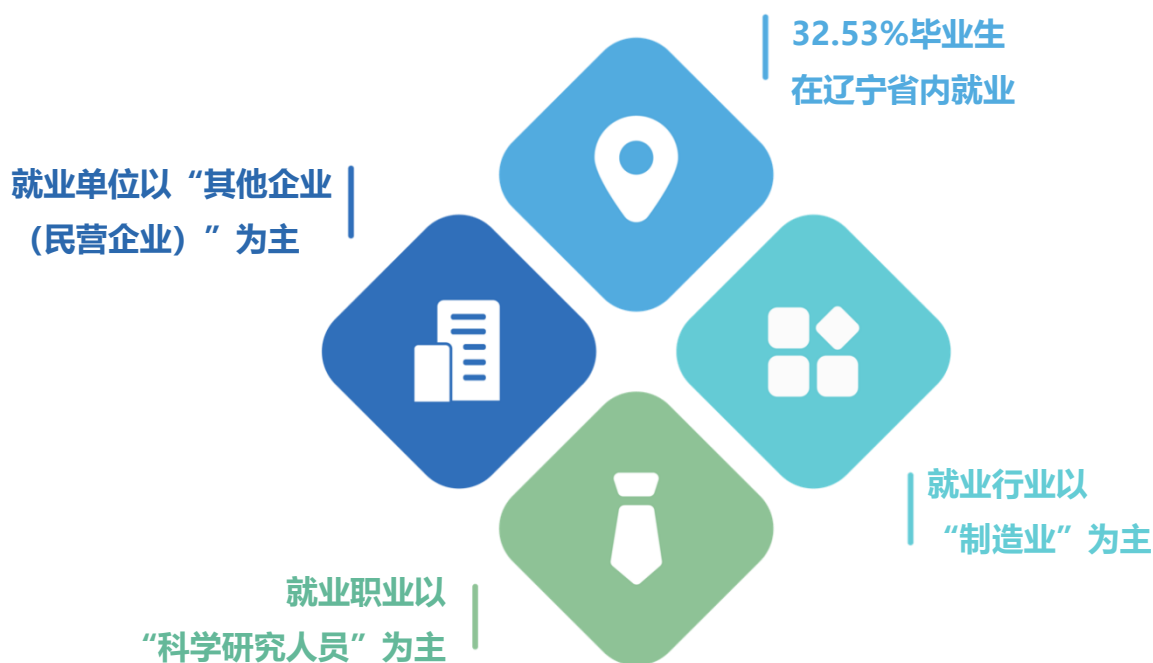 32.53%毕业生
在辽宁省内就业
就业单位以“其他企业
（民营企业）”为主
就业行业以
“制造业”为主
就业职业以
“科学研究人员”为主